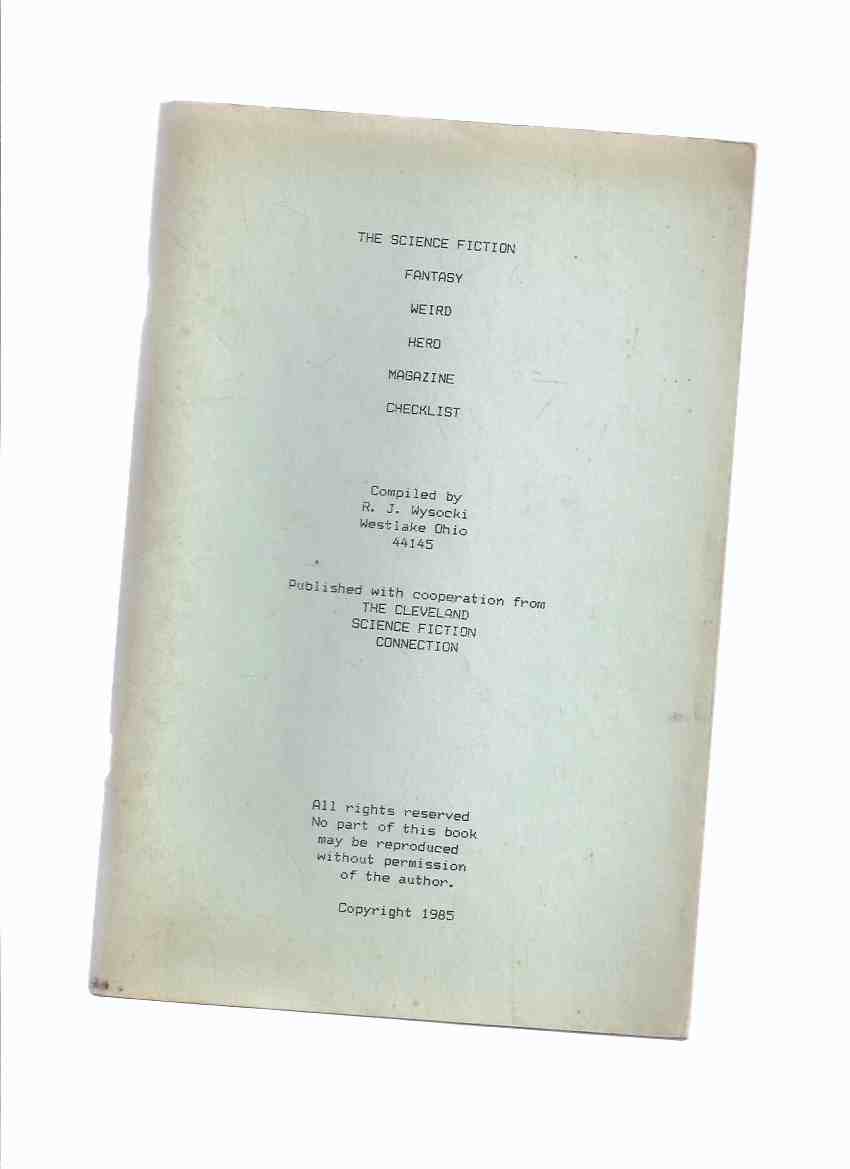 THE SCIENCE FICTION
FANTASY
WEIRD
HERO
MAGAZINE
CHECKLIST
Compiled by
R. J. Wysocki
Westlake Ohio
44145
Published with cooperation from
THE CLEVELAND
SCIENCE FICTION
CONNECTION
All rights reserved
No part of this book
may be reproduced
without permission
of the author.
Copyright 1985